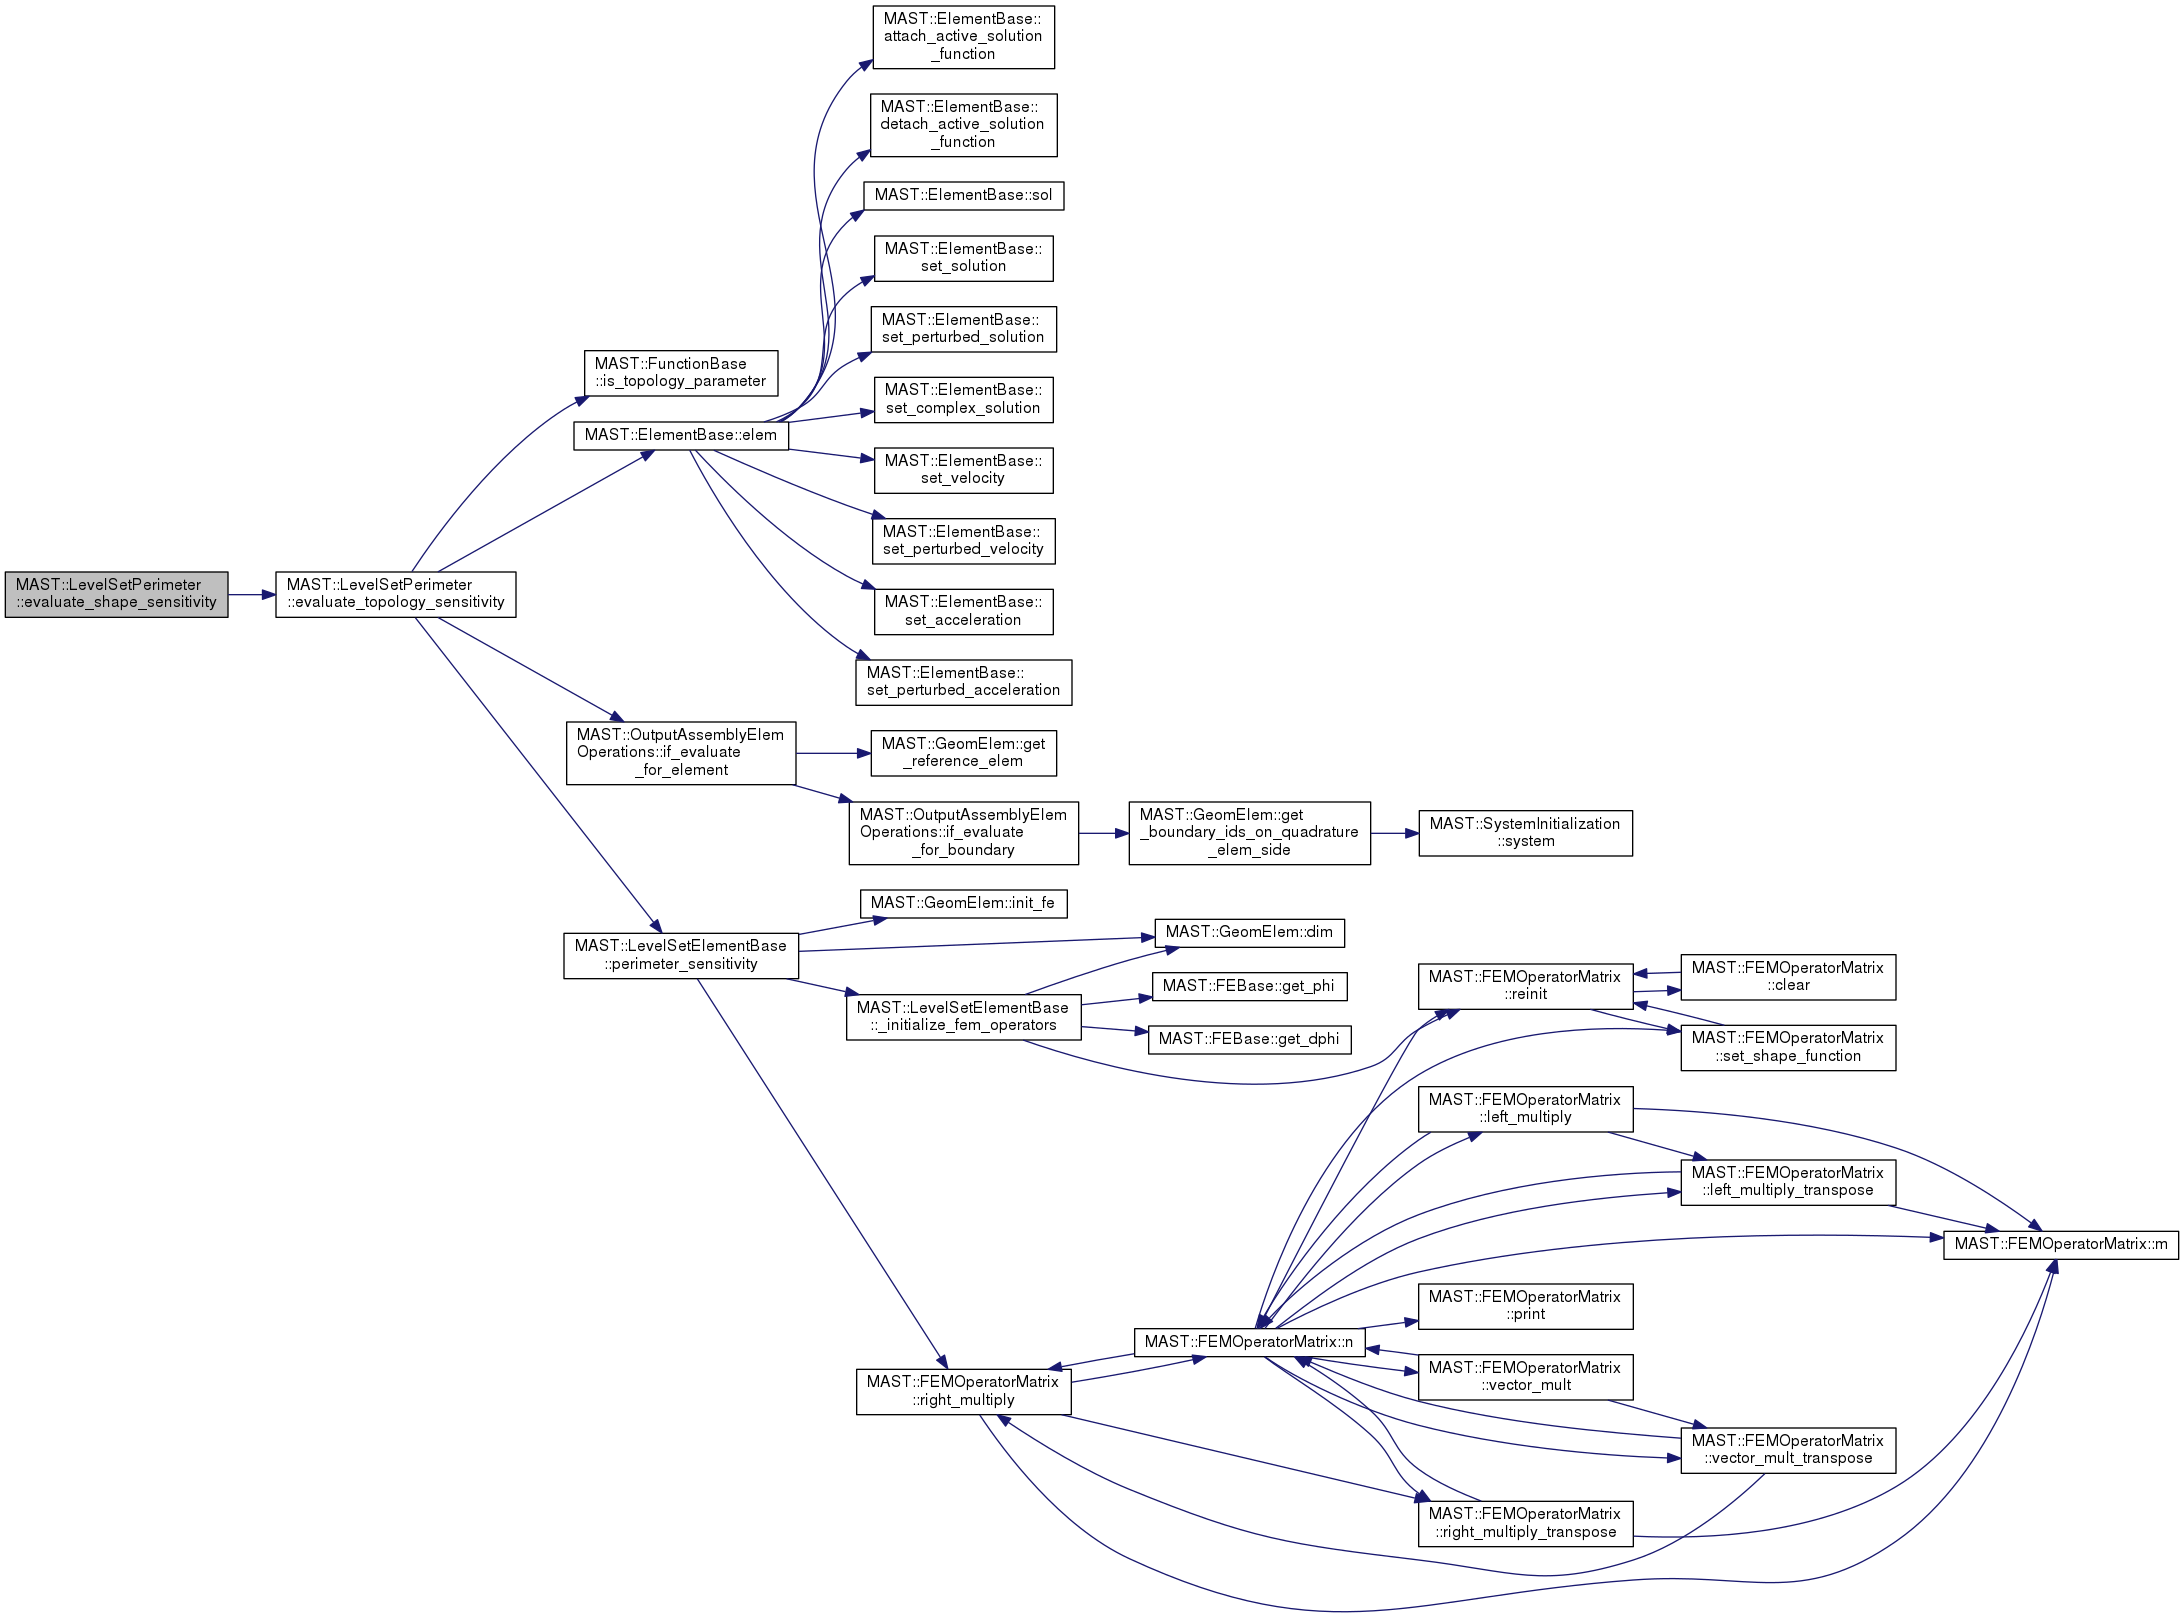 MAST::LevelSetPerimeter
::evaluate_shape_sensitivity
MAST::LevelSetPerimeter
::evaluate_topology_sensitivity
MAST::FunctionBase
::is_topology_parameter
MAST::ElementBase::elem
MAST::ElementBase::
attach_active_solution
_function
MAST::ElementBase::
detach_active_solution
_function
MAST::ElementBase::sol
MAST::ElementBase::
set_solution
MAST::ElementBase::
set_perturbed_solution
MAST::ElementBase::
set_complex_solution
MAST::ElementBase::
set_velocity
MAST::ElementBase::
set_perturbed_velocity
MAST::ElementBase::
set_acceleration
MAST::ElementBase::
set_perturbed_acceleration
MAST::OutputAssemblyElem
Operations::if_evaluate
_for_element
MAST::GeomElem::get
_reference_elem
MAST::OutputAssemblyElem
Operations::if_evaluate
_for_boundary
MAST::GeomElem::get
_boundary_ids_on_quadrature
_elem_side
MAST::SystemInitialization
::system
MAST::LevelSetElementBase
::perimeter_sensitivity
MAST::GeomElem::init_fe
MAST::GeomElem::dim
MAST::LevelSetElementBase
::_initialize_fem_operators
MAST::FEBase::get_phi
MAST::FEBase::get_dphi
MAST::FEMOperatorMatrix
::reinit
MAST::FEMOperatorMatrix
::clear
MAST::FEMOperatorMatrix
::set_shape_function
MAST::FEMOperatorMatrix
::left_multiply
MAST::FEMOperatorMatrix
::left_multiply_transpose
MAST::FEMOperatorMatrix::m
MAST::FEMOperatorMatrix
::print
MAST::FEMOperatorMatrix::n
MAST::FEMOperatorMatrix
::vector_mult
MAST::FEMOperatorMatrix
::right_multiply
MAST::FEMOperatorMatrix
::vector_mult_transpose
MAST::FEMOperatorMatrix
::right_multiply_transpose